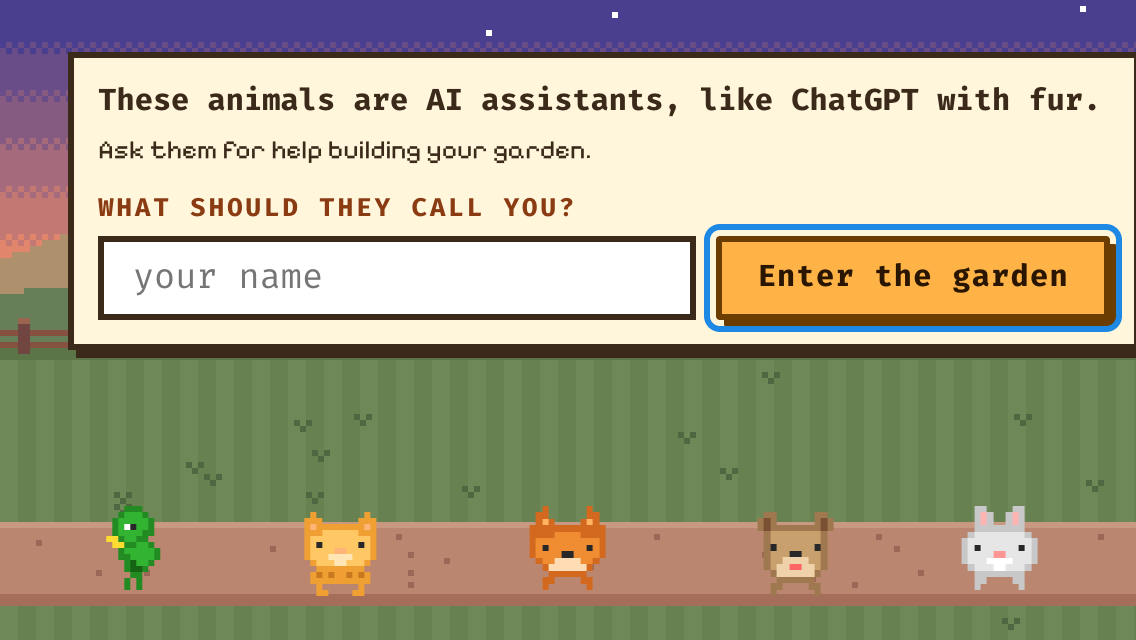 These animals are AI assistants, like ChatGPT with fur.
Ask them for help building your garden.
WHAT SHOULD THEY CALL YOU?
your name
Enter the garden